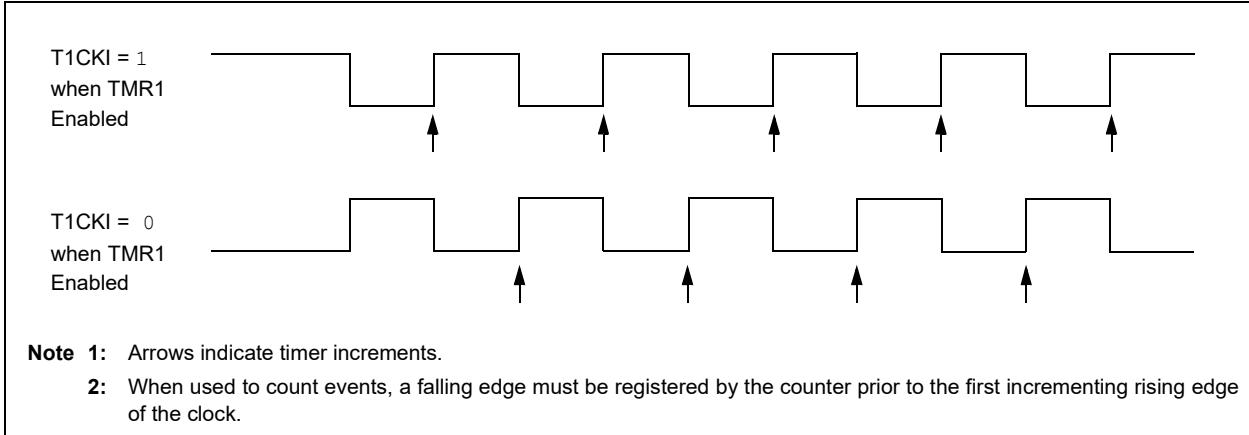 T1CKI = 1
when TMR1
Enabled
T1CKI = 0
when TMR1
Enabled
Note 1: Arrows indicate timer increments.
2: When used to count events, a falling edge must be registered by the counter prior to the first incrementing rising edge
of the clock.